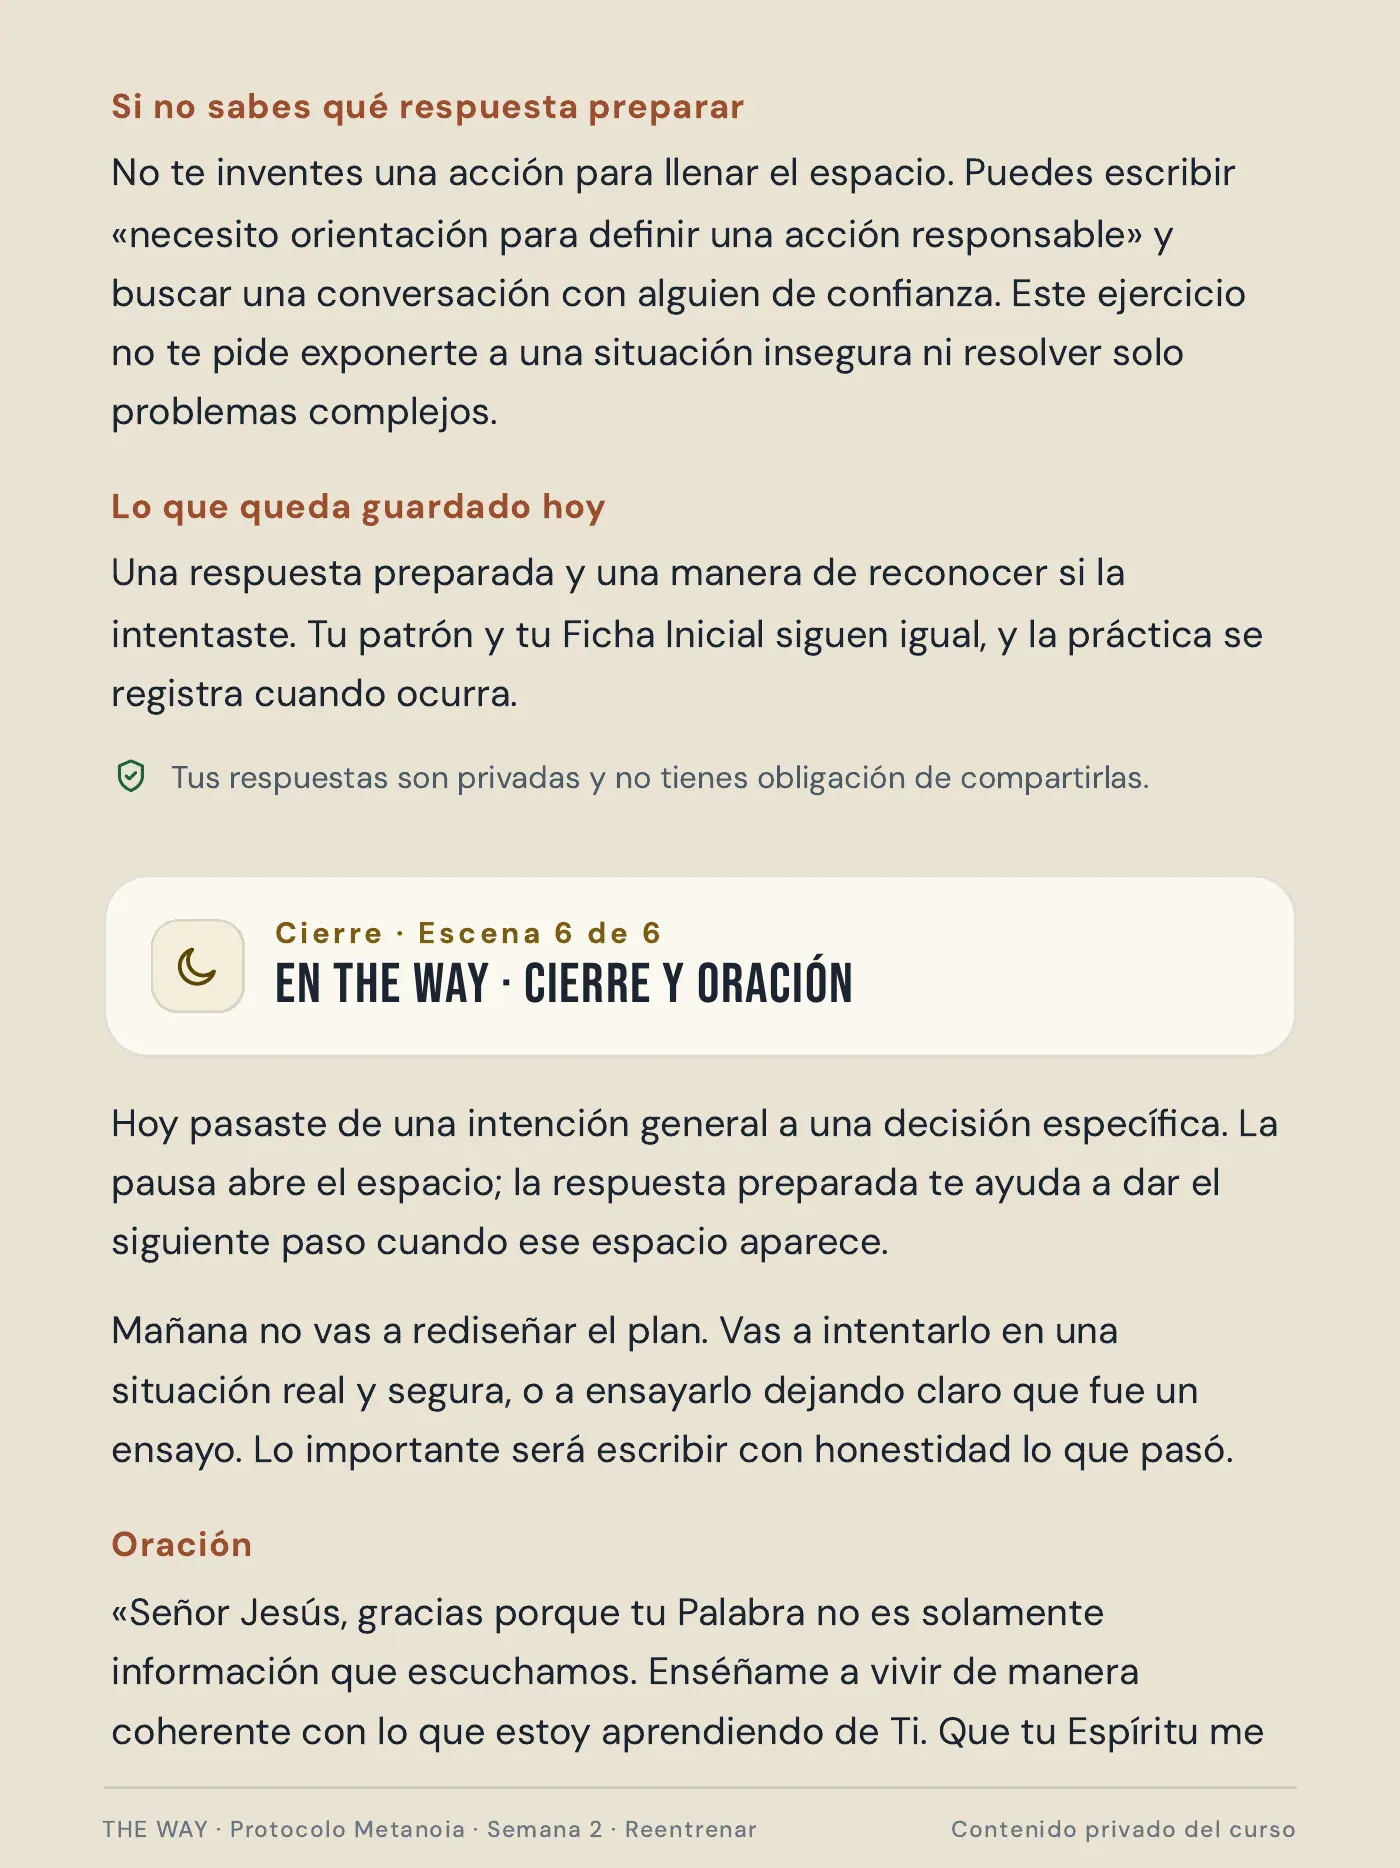 Si no sabes qué respuesta preparar
No te inventes una acción para llenar el espacio. Puedes escribir
«necesito orientación para definir una acción responsable» y
buscar una conversación con alguien de confianza. Este ejercicio
no te pide exponerte a una situación insegura ni resolver solo
problemas complejos.
Lo que queda guardado hoy
Una respuesta preparada y una manera de reconocer si la
intentaste. Tu patrón y tu Ficha Inicial siguen igual, y la práctica se
registra cuando ocurra.
Tus respuestas son privadas y no tienes obligación de compartirlas.
Cierre · Escena 6 de 6
EN THE WAY · CIERRE Y ORACIÓN
Hoy pasaste de una intención general a una decisión específica. La
pausa abre el espacio; la respuesta preparada te ayuda a dar el
siguiente paso cuando ese espacio aparece.
Mañana no vas a rediseñar el plan. Vas a intentarlo en una
situación real y segura, o a ensayarlo dejando claro que fue un
ensayo. Lo importante será escribir con honestidad lo que pasó.
Oración
«Señor Jesús, gracias porque tu Palabra no es solamente
información que escuchamos. Enséñame a vivir de manera
coherente con lo que estoy aprendiendo de Ti. Que tu Espíritu me
THE WAY · Protocolo Metanoia · Semana 2 · Reentrenar
Contenido privado del curso